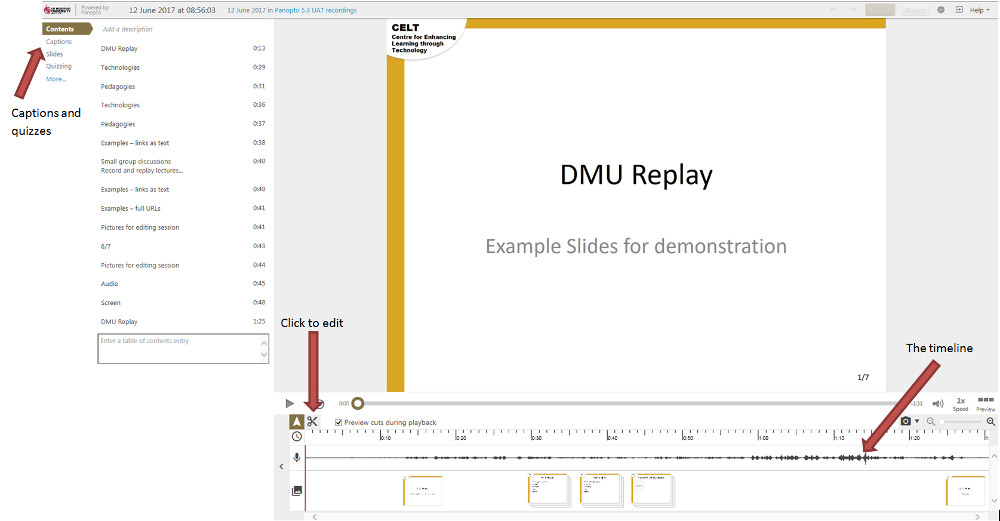 Powered by
Panopto
12 June 2017 at 08:56:03
12 June 2017 in Panopto 5.3 UAT recordings
Help
Contents
Captions
Slides
Quizzing
More...
Captions and
quizzes
Add a description
DMU Replay 0:13
Technologies 0:29
Pedagogies 0:31
Technologies 0:36
Pedagogies 0:37
Examples – links as text 0:38
Small group discussions 0:40
Record and replay lectures...
Examples – links as text 0:40
Examples – full URLs 0:41
Pictures for editing session 0:41
6/7 0:43
Pictures for editing session 0:44
Audio 0:45
Screen 0:48
DMU Replay 1:25
Enter a table of contents entry
CELT
Centre for Enhancing
Learning through
Technology
DMU Replay
Example Slides for demonstration
1/7
Click to edit
The timeline
0:00
-1:31
1x
Speed
Preview
Preview cuts during playback
0:10 0:20 0:30 0:40 0:50 1:00 1:10 1:20